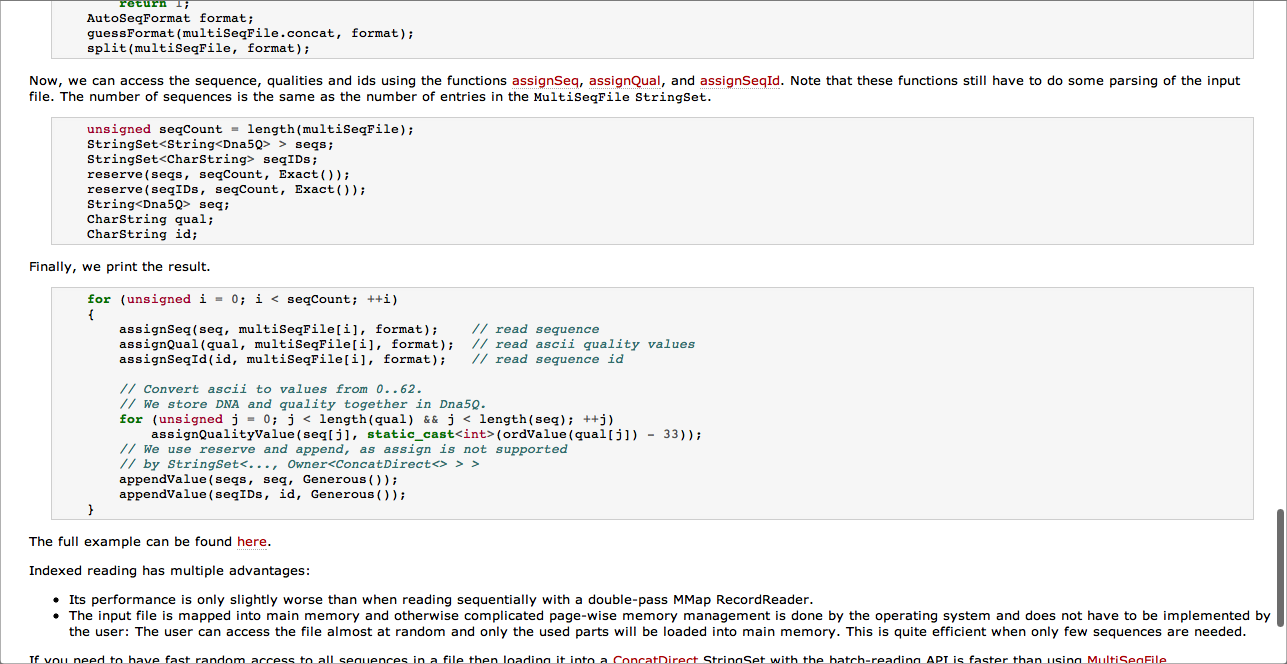 return 1;
AutoSeqFormat format;
guessFormat(multiSeqFile.concat, format);
split(multiSeqFile, format);
Now, we can access the sequence, qualities and ids using the functions assignSeq, assignQual, and assignSeqId. Note that these functions still have to do some parsing of the input
file. The number of sequences is the same as the number of entries in the MultiSeqFile StringSet.
unsigned seqCount = length(multiSeqFile);
StringSet<String<Dna5Q> > seqs;
StringSet<CharString> seqIDs;
reserve(seqs, seqCount, Exact());
reserve(seqIDs, seqCount, Exact());
String<Dna5Q> seq;
CharString qual;
CharString id;
Finally, we print the result.
for (unsigned i = 0; i < seqCount; ++i)
{
assignSeq(seq, multiSeqFile[i], format);    // read sequence
assignQual(qual, multiSeqFile[i], format);  // read ascii quality values
assignSeqId(id, multiSeqFile[i], format);   // read sequence id
// Convert ascii to values from 0..62.
// We store DNA and quality together in Dna5Q.
for (unsigned j = 0; j < length(qual) && j < length(seq); ++j)
assignQualityValue(seq[j], static_cast<int>(ordValue(qual[j]) - 33));
// We use reserve and append, as assign is not supported
// by StringSet<..., Owner<ConcatDirect<> > >
appendValue(seqs, seq, Generous());
appendValue(seqIDs, id, Generous());
}
The full example can be found here.
Indexed reading has multiple advantages:
• Its performance is only slightly worse than when reading sequentially with a double-pass MMap RecordReader.
• The input file is mapped into main memory and otherwise complicated page-wise memory management is done by the operating system and does not have to be implemented by
the user: The user can access the file almost at random and only the used parts will be loaded into main memory. This is quite efficient when only few sequences are needed.
If you need to have fast random access to all sequences in a file then loading it into a ConcatDirect StringSet with the batch-reading API is faster than using MultiSeqFile.